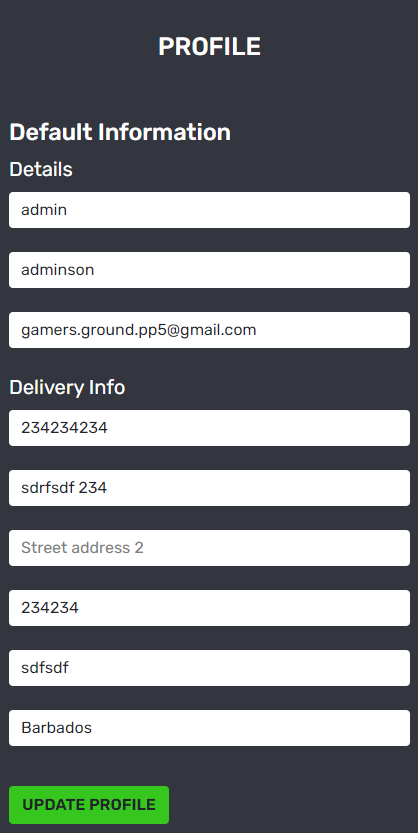 PROFILE
Default Information
Details
admin
adminson
gamers.ground.pp5@gmail.com
Delivery Info
234234234
sdrfsdf 234
Street address 2
234234
sdfsdf
Barbados
UPDATE PROFILE